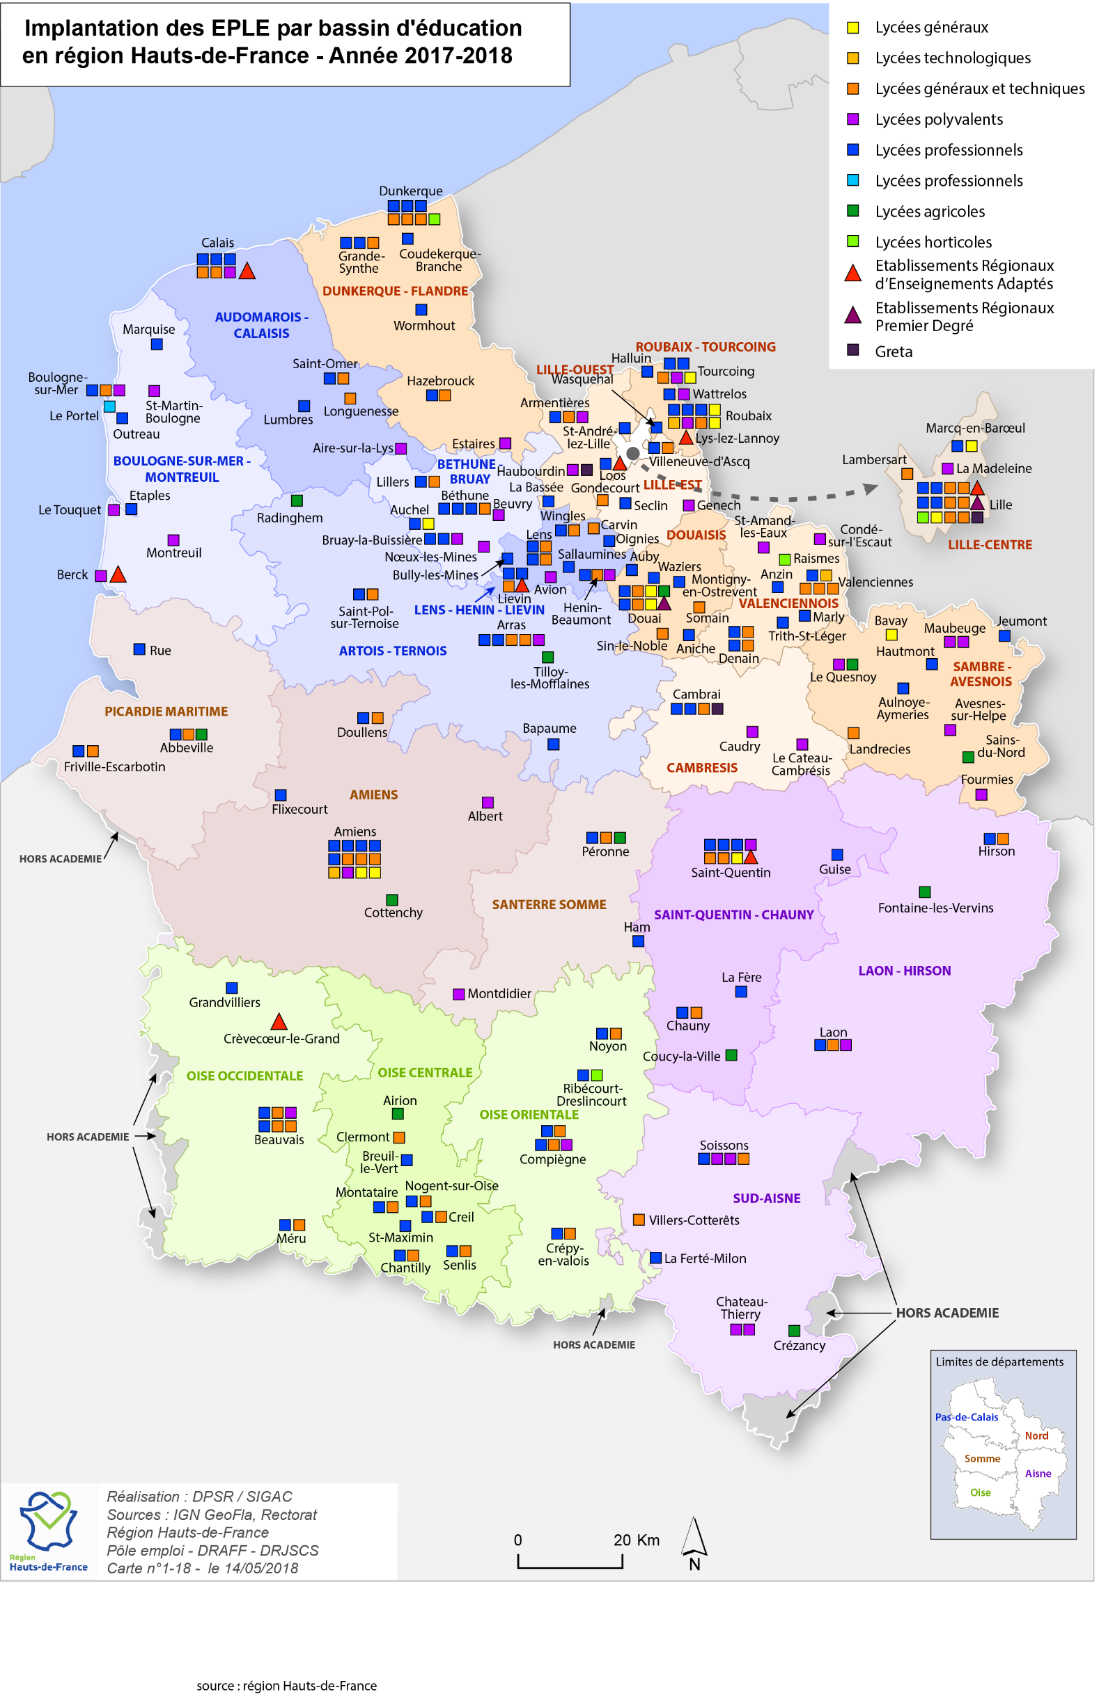 Implantation des EPLE par bassin d'éducation
en région Hauts-de-France - Année 2017-2018
Lycées généraux
Lycées technologiques
Lycées généraux et techniques
Lycées polyvalents
Lycées professionnels
Lycées professionnels
Lycées agricoles
Lycées horticoles
Etablissements Régionaux
d'Enseignements Adaptés
Etablissements Régionaux
Premier Degré
Greta
Dunkerque
Calais
Grande-
Synthe
Coudekerque-
Branche
DUNKERQUE - FLANDRE
AUDOMAROIS -
CALAISIS
Wormhout
Marquise
Saint-Omer
Longuenesse
Lumbres
Hazebrouck
Boulogne-
sur-Mer
Le Portel
Outreau
St-Martin-
Boulogne
BOULOGNE-SUR-MER -
MONTREUIL
Aire-sur-la-Lys
Estaires
ROUBAIX - TOURCOING
LILLE-OUEST
Wasquehal
Halluin
Tourcoing
Wattrelos
Roubaix
Armentières
St-André-
lez-Lille
Lys-lez-Lannoy
Villeneuve-d'Ascq
Haubourdin
Loos
LILLE-EST
La Bassée
Gondecourt
Seclin
Genech
Marcq-en-Barœul
Lambersart
La Madeleine
Lille
LILLE-CENTRE
BETHUNE-
BRUAY
Lillers
Béthune
Beuvry
Auchel
Bruay-la-Buissière
Nœux-les-Mines
Bully-les-Mines
Radinghem
Etaples
Le Touquet
Montreuil
Berck
Wingles
Carvin
Lens
Oignies
Sallaumines
Auby
Avion
Lievin
Henin-
Beaumont
LENS - HENIN - LIEVIN
DOUAISIS
Waziers
Montigny-
en-Ostrevent
Douai
Somain
Sin-le-Noble
Aniche
St-Amand-
les-Eaux
Condé-
sur-l'Escaut
Raismes
Anzin
Valenciennes
VALENCIENNOIS
Marly
Trith-St-Léger
Denain
Saint-Pol-
sur-Ternoise
Arras
ARTOIS - TERNOIS
Tilloy-
les-Mofflaines
Bapaume
Bavay
Maubeuge
Jeumont
Hautmont
Le Quesnoy
SAMBRE -
AVESNOIS
Aulnoye-
Aymeries
Avesnes-
sur-Helpe
Landrecies
Sains-
du-Nord
Fourmies
Cambrai
Caudry
Le Cateau-
Cambrésis
CAMBRESIS
Rue
PICARDIE MARITIME
Abbeville
Friville-Escarbotin
Doullens
Flixecourt
AMIENS
Albert
Amiens
Cottenchy
HORS ACADEMIE
Péronne
SANTERRE SOMME
Ham
Montdidier
Saint-Quentin
Guise
SAINT-QUENTIN - CHAUNY
Hirson
Fontaine-les-Vervins
LAON - HIRSON
La Fère
Chauny
Coucy-la-Ville
Laon
Grandvilliers
Crèvecœur-le-Grand
OISE OCCIDENTALE
OISE CENTRALE
OISE ORIENTALE
Noyon
Ribécourt-
Dreslincourt
Beauvais
HORS ACADEMIE
Airion
Clermont
Breuil-
le-Vert
Compiègne
Montataire
Nogent-sur-Oise
Creil
St-Maximin
Méru
Chantilly
Senlis
Crépy-
en-valois
Soissons
SUD-AISNE
Villers-Cotterêts
La Ferté-Milon
Chateau-
Thierry
Crézancy
HORS ACADEMIE
HORS ACADEMIE
Limites de départements
Pas-de-Calais
Nord
Somme
Aisne
Oise
Région
Hauts-de-France
Réalisation : DPSR / SIGAC
Sources : IGN GeoFla, Rectorat
Région Hauts-de-France
Pôle emploi - DRAFF - DRJSCS
Carte n°1-18 - le 14/05/2018
0 20 Km
N
source : région Hauts-de-France